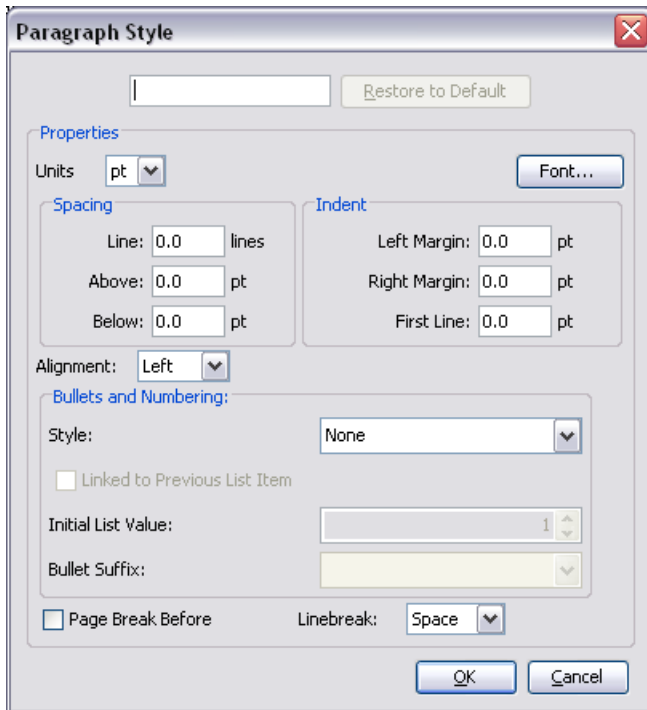 Paragraph Style
Restore to Default
Properties
Units pt Font...
Spacing Indent
Line: 0.0 lines Left Margin: 0.0 pt
Above: 0.0 pt Right Margin: 0.0 pt
Below: 0.0 pt First Line: 0.0 pt
Alignment: Left
Bullets and Numbering:
Style: None
Linked to Previous List Item
Initial List Value: 1
Bullet Suffix:
Page Break Before Linebreak: Space
OK Cancel